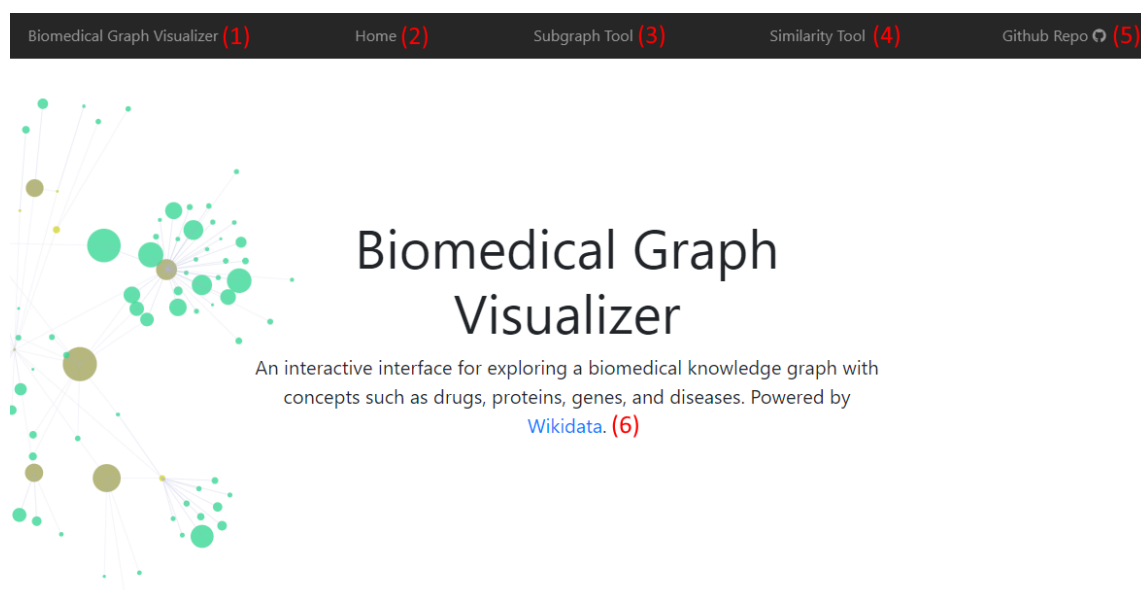 Biomedical Graph Visualizer (1) Home (2) Subgraph Tool (3) Similarity Tool (4) Github Repo (5)
Biomedical Graph
Visualizer
An interactive interface for exploring a biomedical knowledge graph with
concepts such as drugs, proteins, genes, and diseases. Powered by
Wikidata. (6)